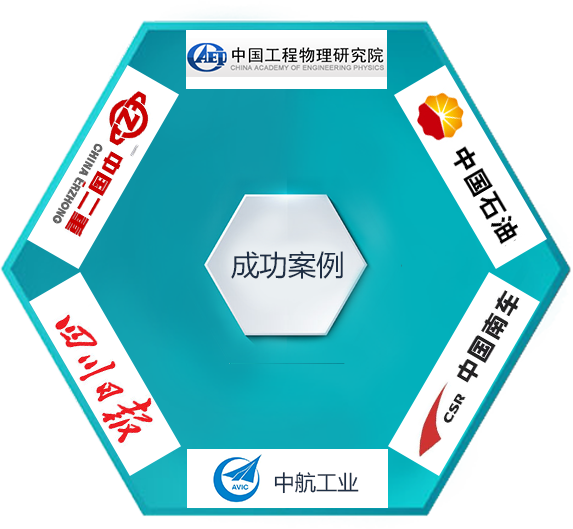 CAEP
中国工程物理研究院
CHINA ACADEMY OF ENGINEERING PHYSICS
中国二重
CHINA ERZHONG
中国石油
成功案例
四川日报
中国南车
CSR
AVIC
中航工业